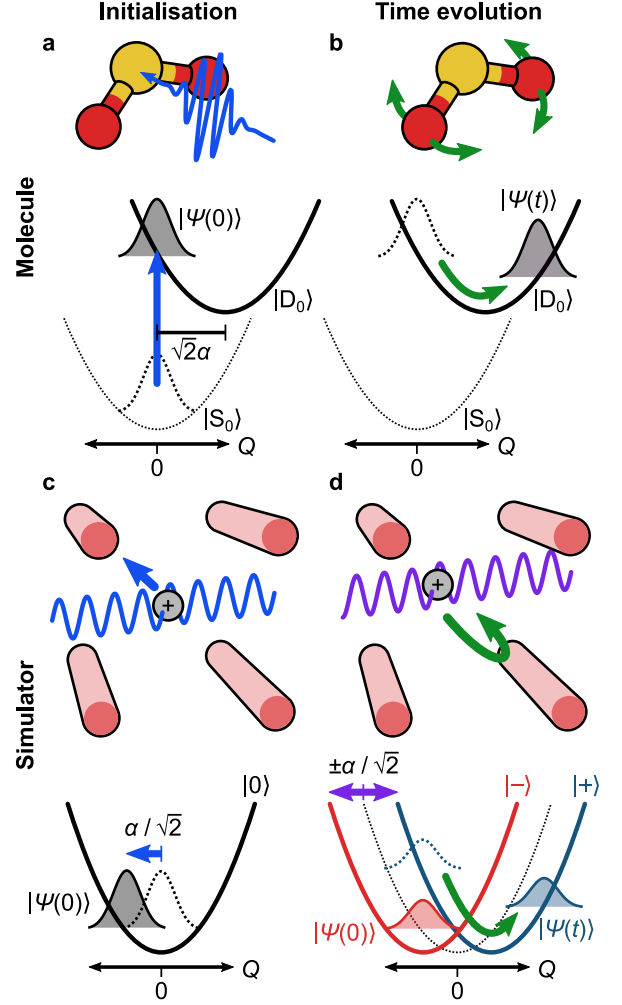 Initialisation
Time evolution
a
b
Molecule
|Ψ(0)⟩
|D₀⟩
√2α
|S₀⟩
Q
0
|Ψ(t)⟩
|D₀⟩
|S₀⟩
Q
0
c
d
+
+
Simulator
|0⟩
α / √2
|Ψ(0)⟩
Q
0
±α / √2
|−⟩
|+⟩
|Ψ(0)⟩
|Ψ(t)⟩
Q
0